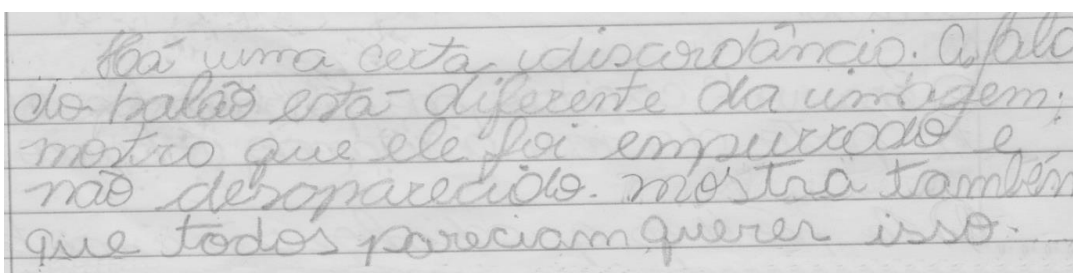 Há uma certa discordância. A fala
do balão está diferente da imagem:
mostra que ele foi empurrado e
não desaparecido. mostra também
que todos pareciam querer isso.